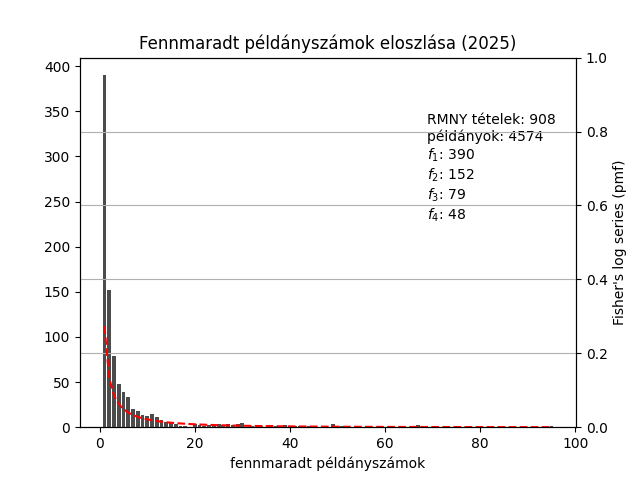 Fennmaradt példányszámok eloszlása (2025)
400
350
300
250
200
150
100
50
0
RMNY tételek: 908
példányok: 4574
f₁: 390
f₂: 152
f₃: 79
f₄: 48
1.0
0.8
0.6
0.4
0.2
0.0
Fisher's log series (pmf)
0 20 40 60 80 100
fennmaradt példányszámok